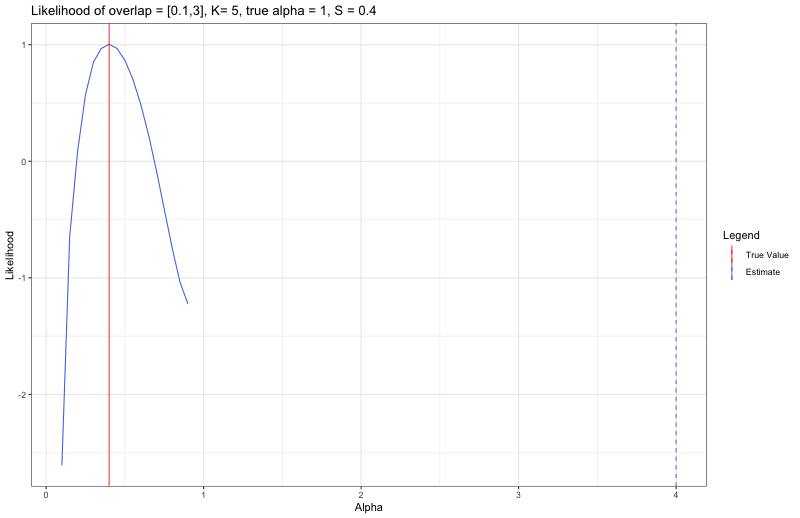 Likelihood of overlap = [0.1,3], K= 5, true alpha = 1, S = 0.4
1
0
-1
-2
Likelihood
0
1
2
3
4
Alpha
Legend
True Value
Estimate